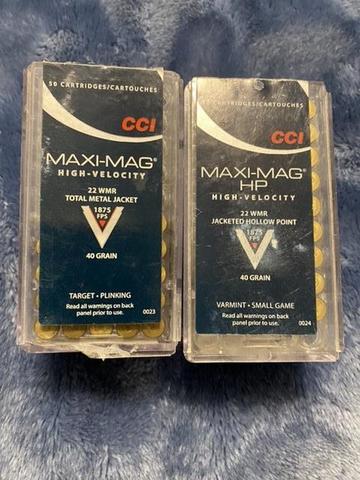 50 CARTRIDGES/CARTOUCHES
CCI
MAXI-MAG®
HIGH-VELOCITY
22 WMR
TOTAL METAL JACKET
1875
FPS
V
40 GRAIN
TARGET • PLINKING
Read all warnings on back
panel prior to use.
0023
50 CARTRIDGES/CARTOUCHES
CCI
MAXI-MAG®
HP
HIGH-VELOCITY
22 WMR
JACKETED HOLLOW POINT
1875
FPS
V
40 GRAIN
VARMINT • SMALL GAME
Read all warnings on back
panel prior to use.
0024